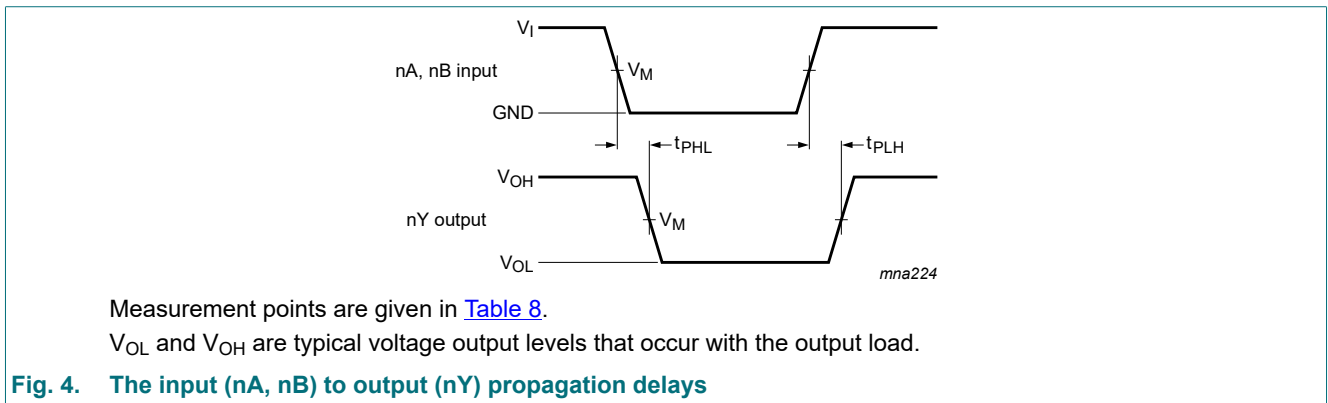 VI
nA, nB input
VM
GND
tPHL
tPLH
VOH
nY output
VM
VOL
mna224
Measurement points are given in Table 8.
VOL and VOH are typical voltage output levels that occur with the output load.
Fig. 4. The input (nA, nB) to output (nY) propagation delays